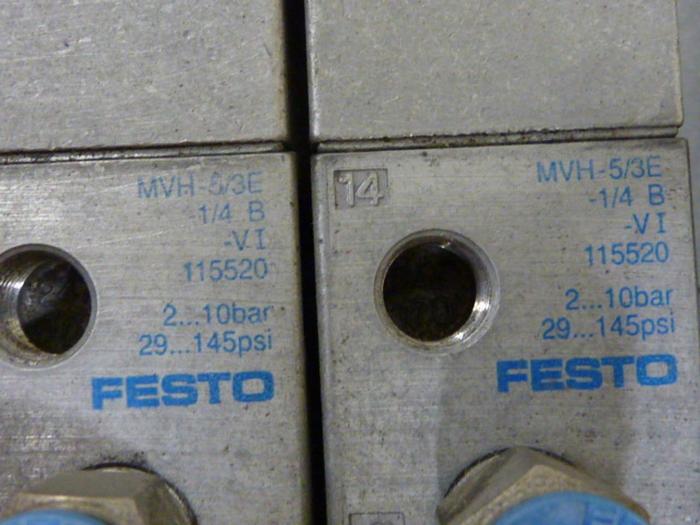 MVH-5/3E
1/4 B
-VI
115520
2...10bar
29...145psi
FESTO
14
MVH-5/3E
-1/4 B
-VI
115520
2...10bar
29...145psi
FESTO